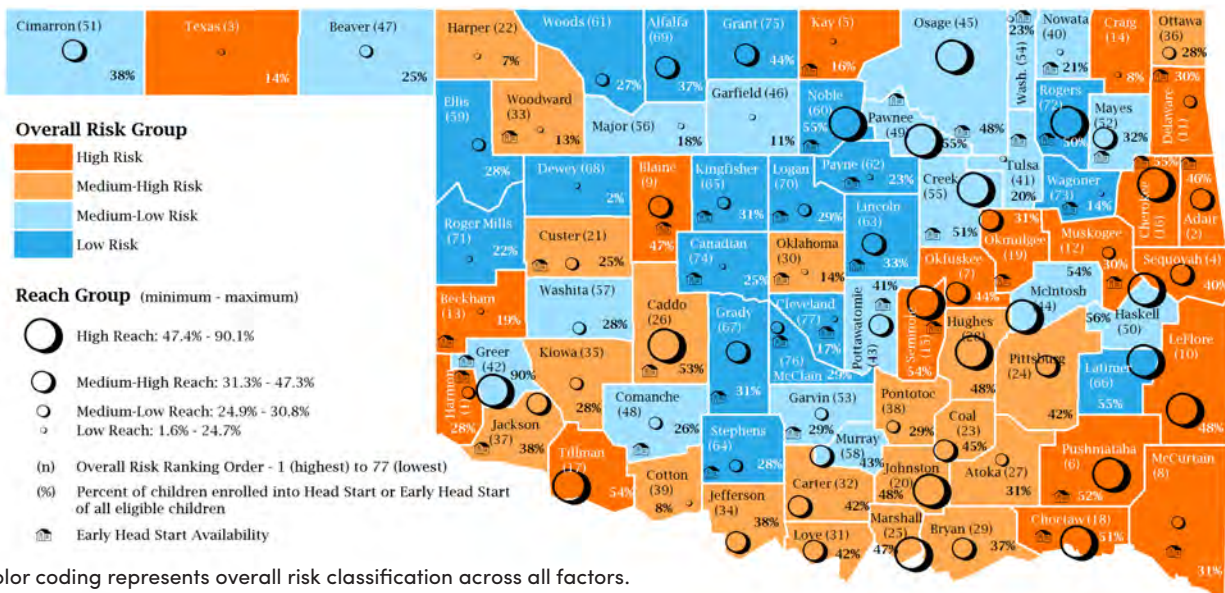 Cimarron (51)
38%
Texas (3)
14%
Beaver (47)
25%
Harper (22)
7%
Woods (61)
27%
Alfalfa
(69)
37%
Grant (75)
44%
Kay (5)
16%
Osage (45)
48%
23%
Wash. (54)
Nowata
(40)
21%
Craig
(14)
8%
Ottawa
(36)
28%
30%
Delaware
(11)
Ellis
(59)
28%
Woodward
(33)
13%
Major (56)
18%
Garfield (46)
11%
Noble
(60)
55%
Pawnee
(49)
55%
Rogers
(72)
50%
Mayes
(52)
32%
Overall Risk Group
High Risk
Medium-High Risk
Medium-Low Risk
Low Risk
Dewey (68)
2%
Blaine
(9)
47%
Kingfisher
(65)
31%
Logan
(70)
29%
Payne (62)
23%
Creek
(55)
51%
Tulsa
(41)
20%
Wagoner
(73)
14%
55%
Cherokee
(16)
46%
Adair
(2)
Roger Mills
(71)
22%
Custer (21)
25%
Canadian
(74)
25%
Oklahoma
(30)
14%
Lincoln
(63)
33%
31%
Okmulgee
(19)
Muskogee
(12)
30%
Sequoyah (4)
40%
Okfuskee
(7)
44%
54%
McIntosh
(44)
56%
Haskell
(50)
Reach Group (minimum - maximum)
High Reach: 47.4% - 90.1%
Medium-High Reach: 31.3% - 47.3%
Medium-Low Reach: 24.9% - 30.8%
Low Reach: 1.6% - 24.7%
Beckham
(13)
19%
Washita (57)
28%
Caddo
(26)
53%
Grady
(67)
31%
Cleveland
(77)
17%
(76)
McClain
29%
41%
Pottawatomie
(43)
Seminole
(15)
54%
Hughes
(28)
48%
Pittsburg
(24)
42%
LeFlore
(10)
48%
Latimer
(66)
55%
Greer
(42)
90%
Kiowa (35)
28%
Harmon
(1)
28%
Jackson
(37)
38%
Comanche
(48)
26%
Garvin (53)
29%
Pontotoc
(38)
29%
Coal
(23)
45%
Murray
(58)
43%
Stephens
(64)
28%
Tillman
(17)
54%
Cotton
(39)
8%
Jefferson
(34)
38%
Carter (32)
42%
Johnston
(20)
48%
Atoka (27)
31%
Pushmataha
(6)
52%
McCurtain
(8)
31%
Love (31)
42%
Marshall
(25)
47%
Bryan (29)
37%
Choctaw (18)
51%
(n) Overall Risk Ranking Order - 1 (highest) to 77 (lowest)
(%) Percent of children enrolled into Head Start or Early Head Start
of all eligible children
Early Head Start Availability
olor coding represents overall risk classification across all factors.